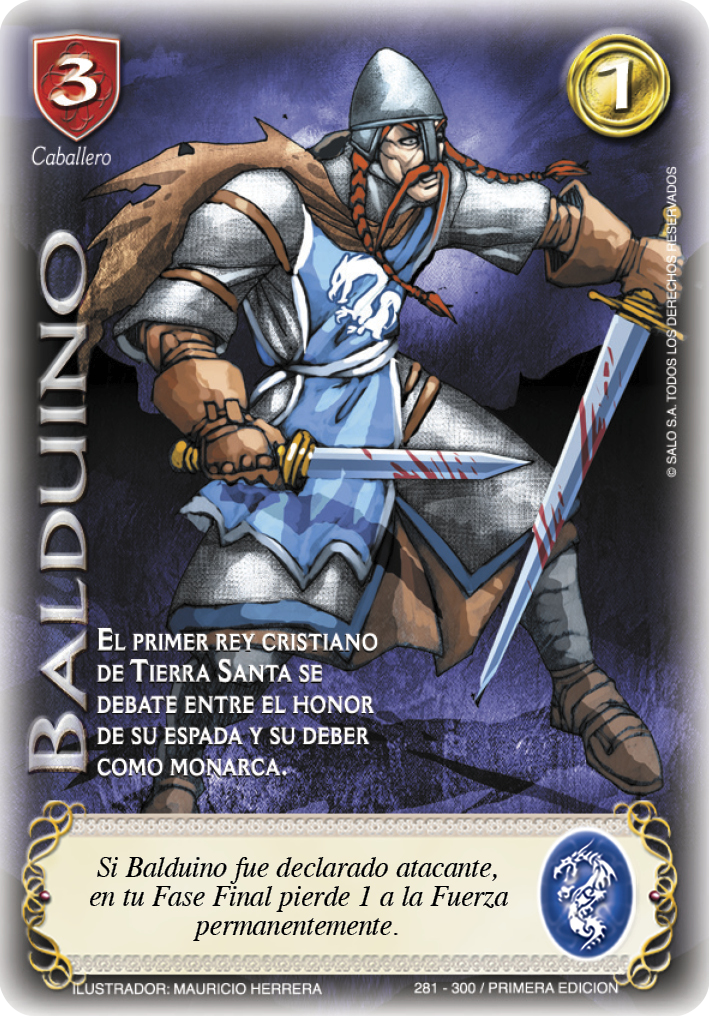 3
1
Caballero
BALDUINO
© SALO S.A. TODOS LOS DERECHOS RESERVADOS
EL PRIMER REY CRISTIANO
DE TIERRA SANTA SE
DEBATE ENTRE EL HONOR
DE SU ESPADA Y SU DEBER
COMO MONARCA.
Si Balduino fue declarado atacante,
en tu Fase Final pierde 1 a la Fuerza
permanentemente.
ILUSTRADOR: MAURICIO HERRERA
281 - 300 / PRIMERA EDICION